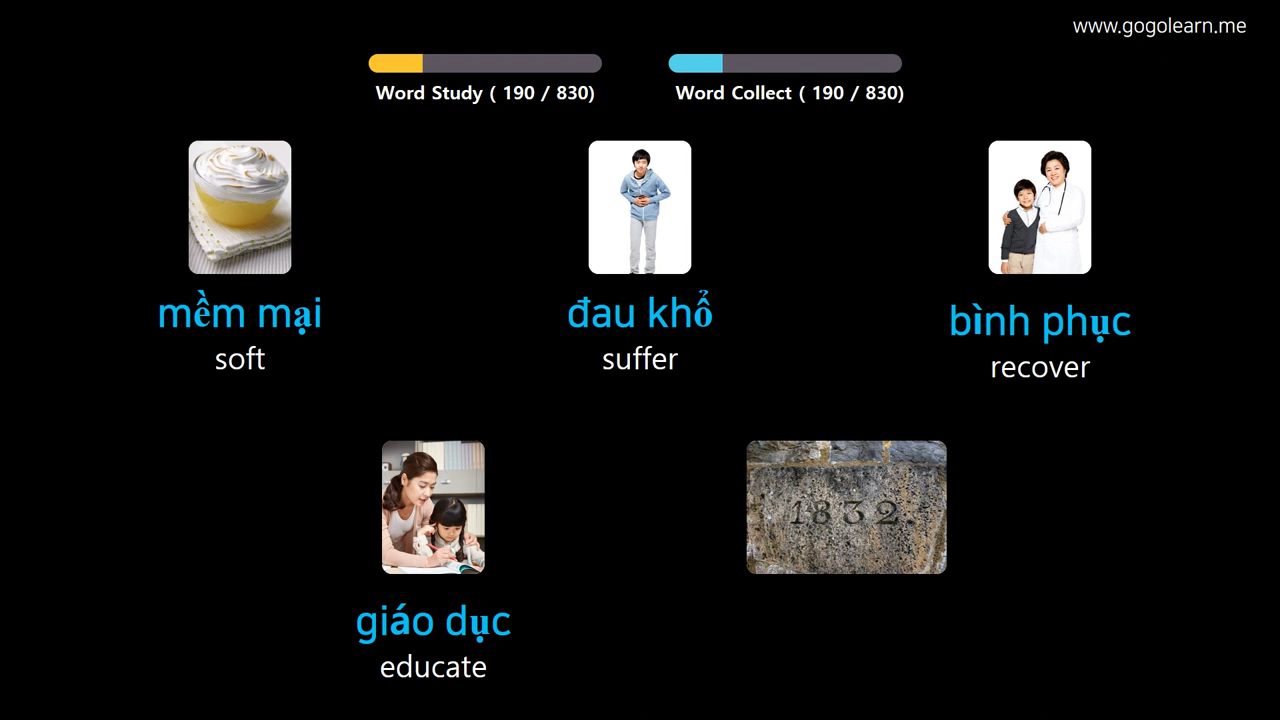 www.gogolearn.me
Word Study ( 190 / 830)
Word Collect ( 190 / 830)
mềm mại
soft
đau khổ
suffer
bình phục
recover
1832.
giáo dục
educate